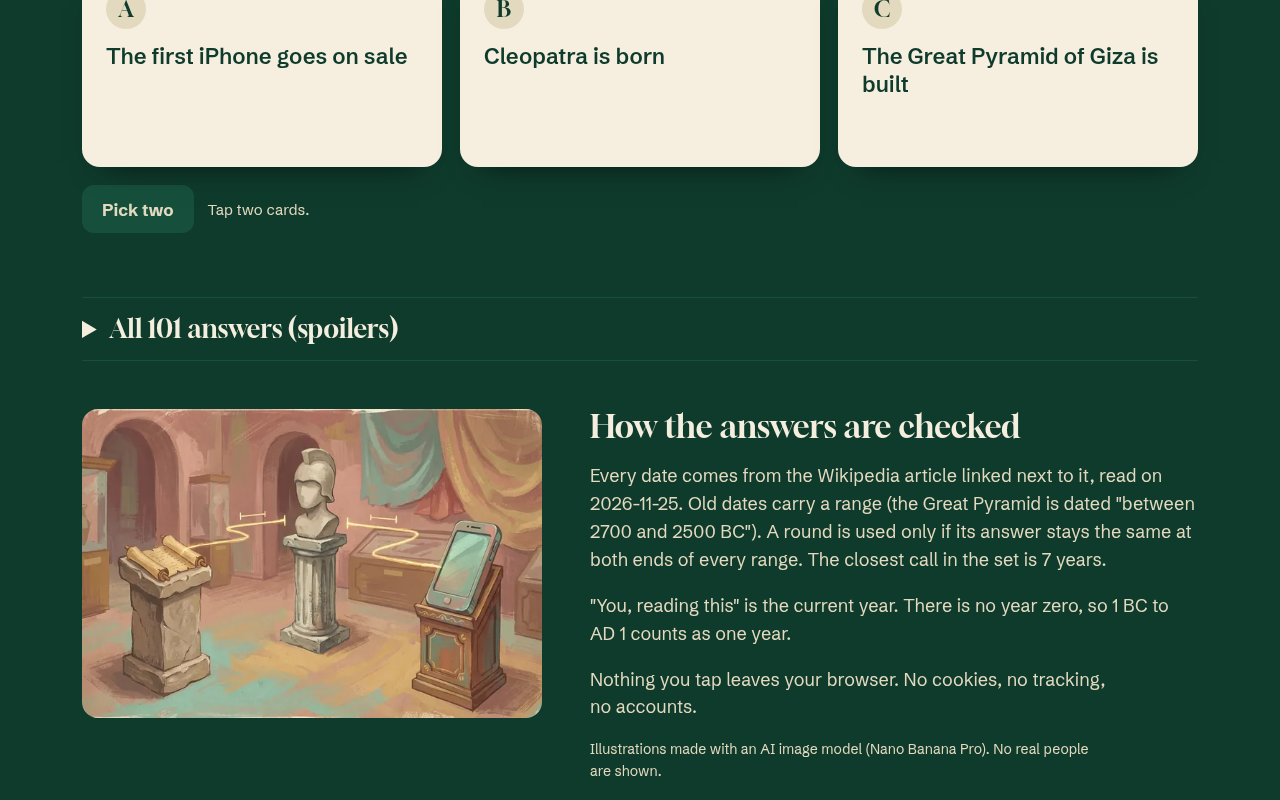 A
The first iPhone goes on sale
B
Cleopatra is born
C
The Great Pyramid of Giza is
built
Pick two
Tap two cards.
All 101 answers (spoilers)
How the answers are checked
Every date comes from the Wikipedia article linked next to it, read on
2026-11-25. Old dates carry a range (the Great Pyramid is dated "between
2700 and 2500 BC"). A round is used only if its answer stays the same at
both ends of every range. The closest call in the set is 7 years.
"You, reading this" is the current year. There is no year zero, so 1 BC to
AD 1 counts as one year.
Nothing you tap leaves your browser. No cookies, no tracking,
no accounts.
Illustrations made with an AI image model (Nano Banana Pro). No real people
are shown.